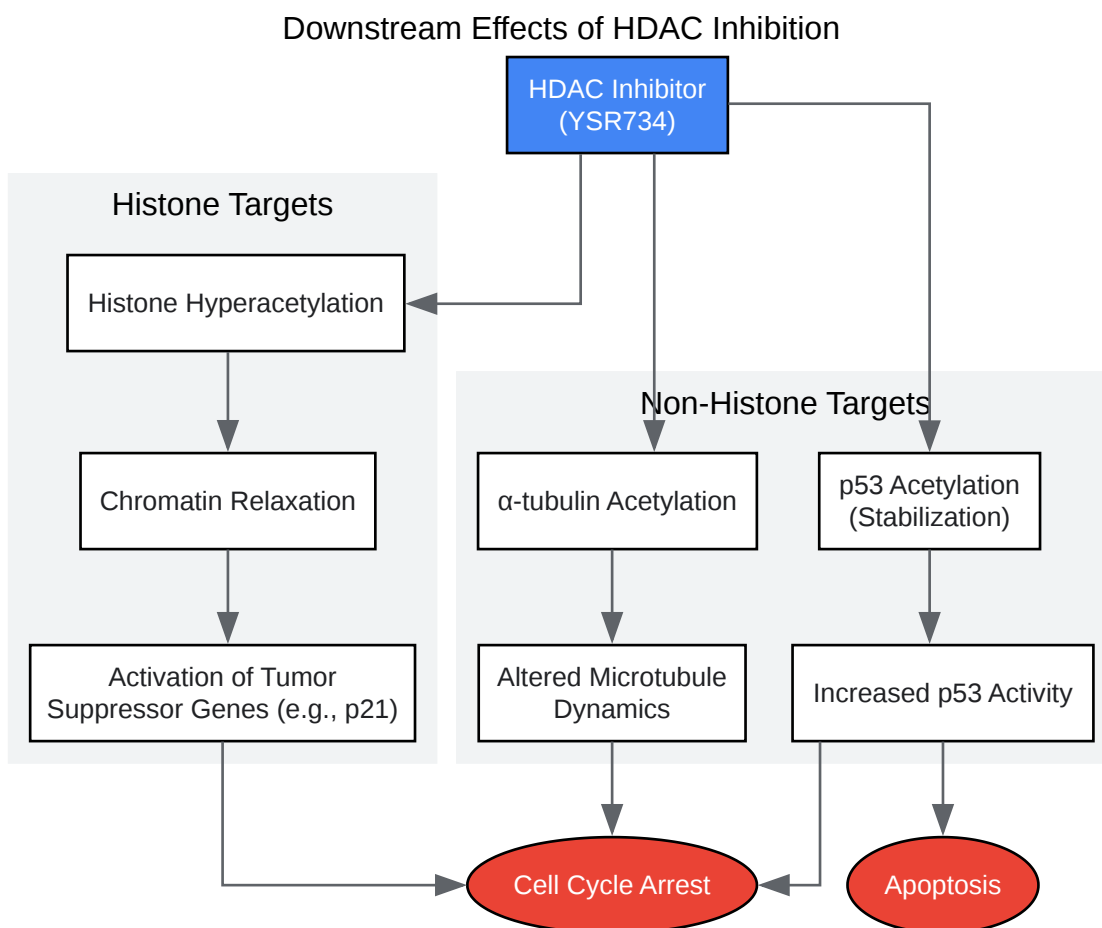 Downstream Effects of HDAC Inhibition
HDAC Inhibitor
(YSR734)
Histone Targets
Histone Hyperacetylation
Chromatin Relaxation
Activation of Tumor
Suppressor Genes (e.g., p21)
Non-Histone Targets
α-tubulin Acetylation
p53 Acetylation
(Stabilization)
Altered Microtubule
Dynamics
Increased p53 Activity
Cell Cycle Arrest
Apoptosis